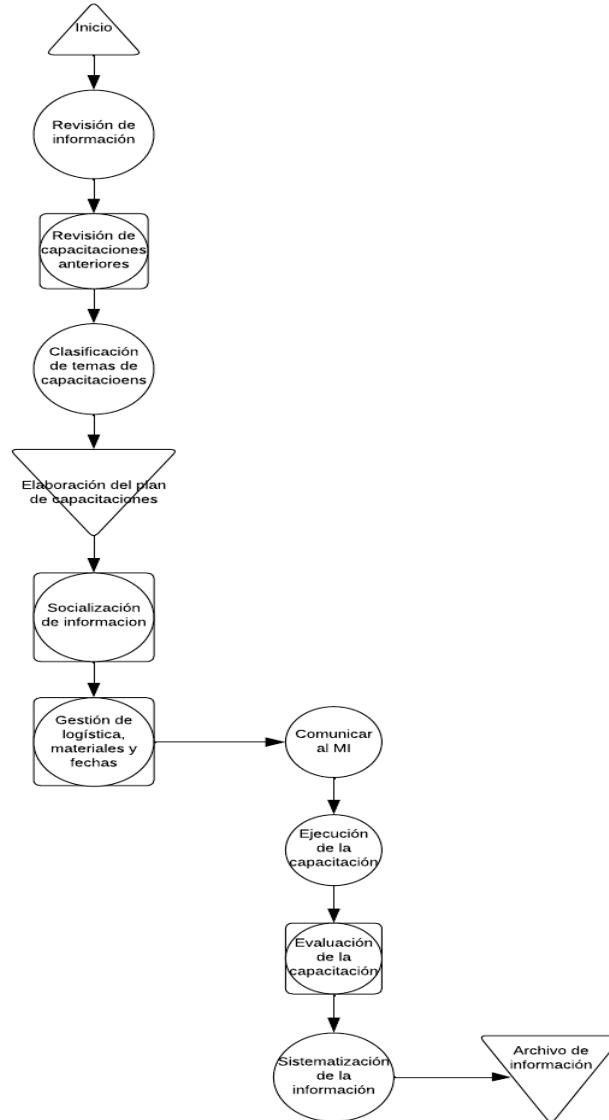 Inicio
Revisión de
información
Revisión de
capacitaciones
anteriores
Clasificación
de temas de
capacitacioens
Elaboración del plan
de capacitaciones
Socialización
de informacion
Gestión de
logística,
materiales y
fechas
Comunicar
al MI
Ejecución
de la
capacitación
Evaluación
de la
capacitación
Sistematización
de la
información
Archivo de
información